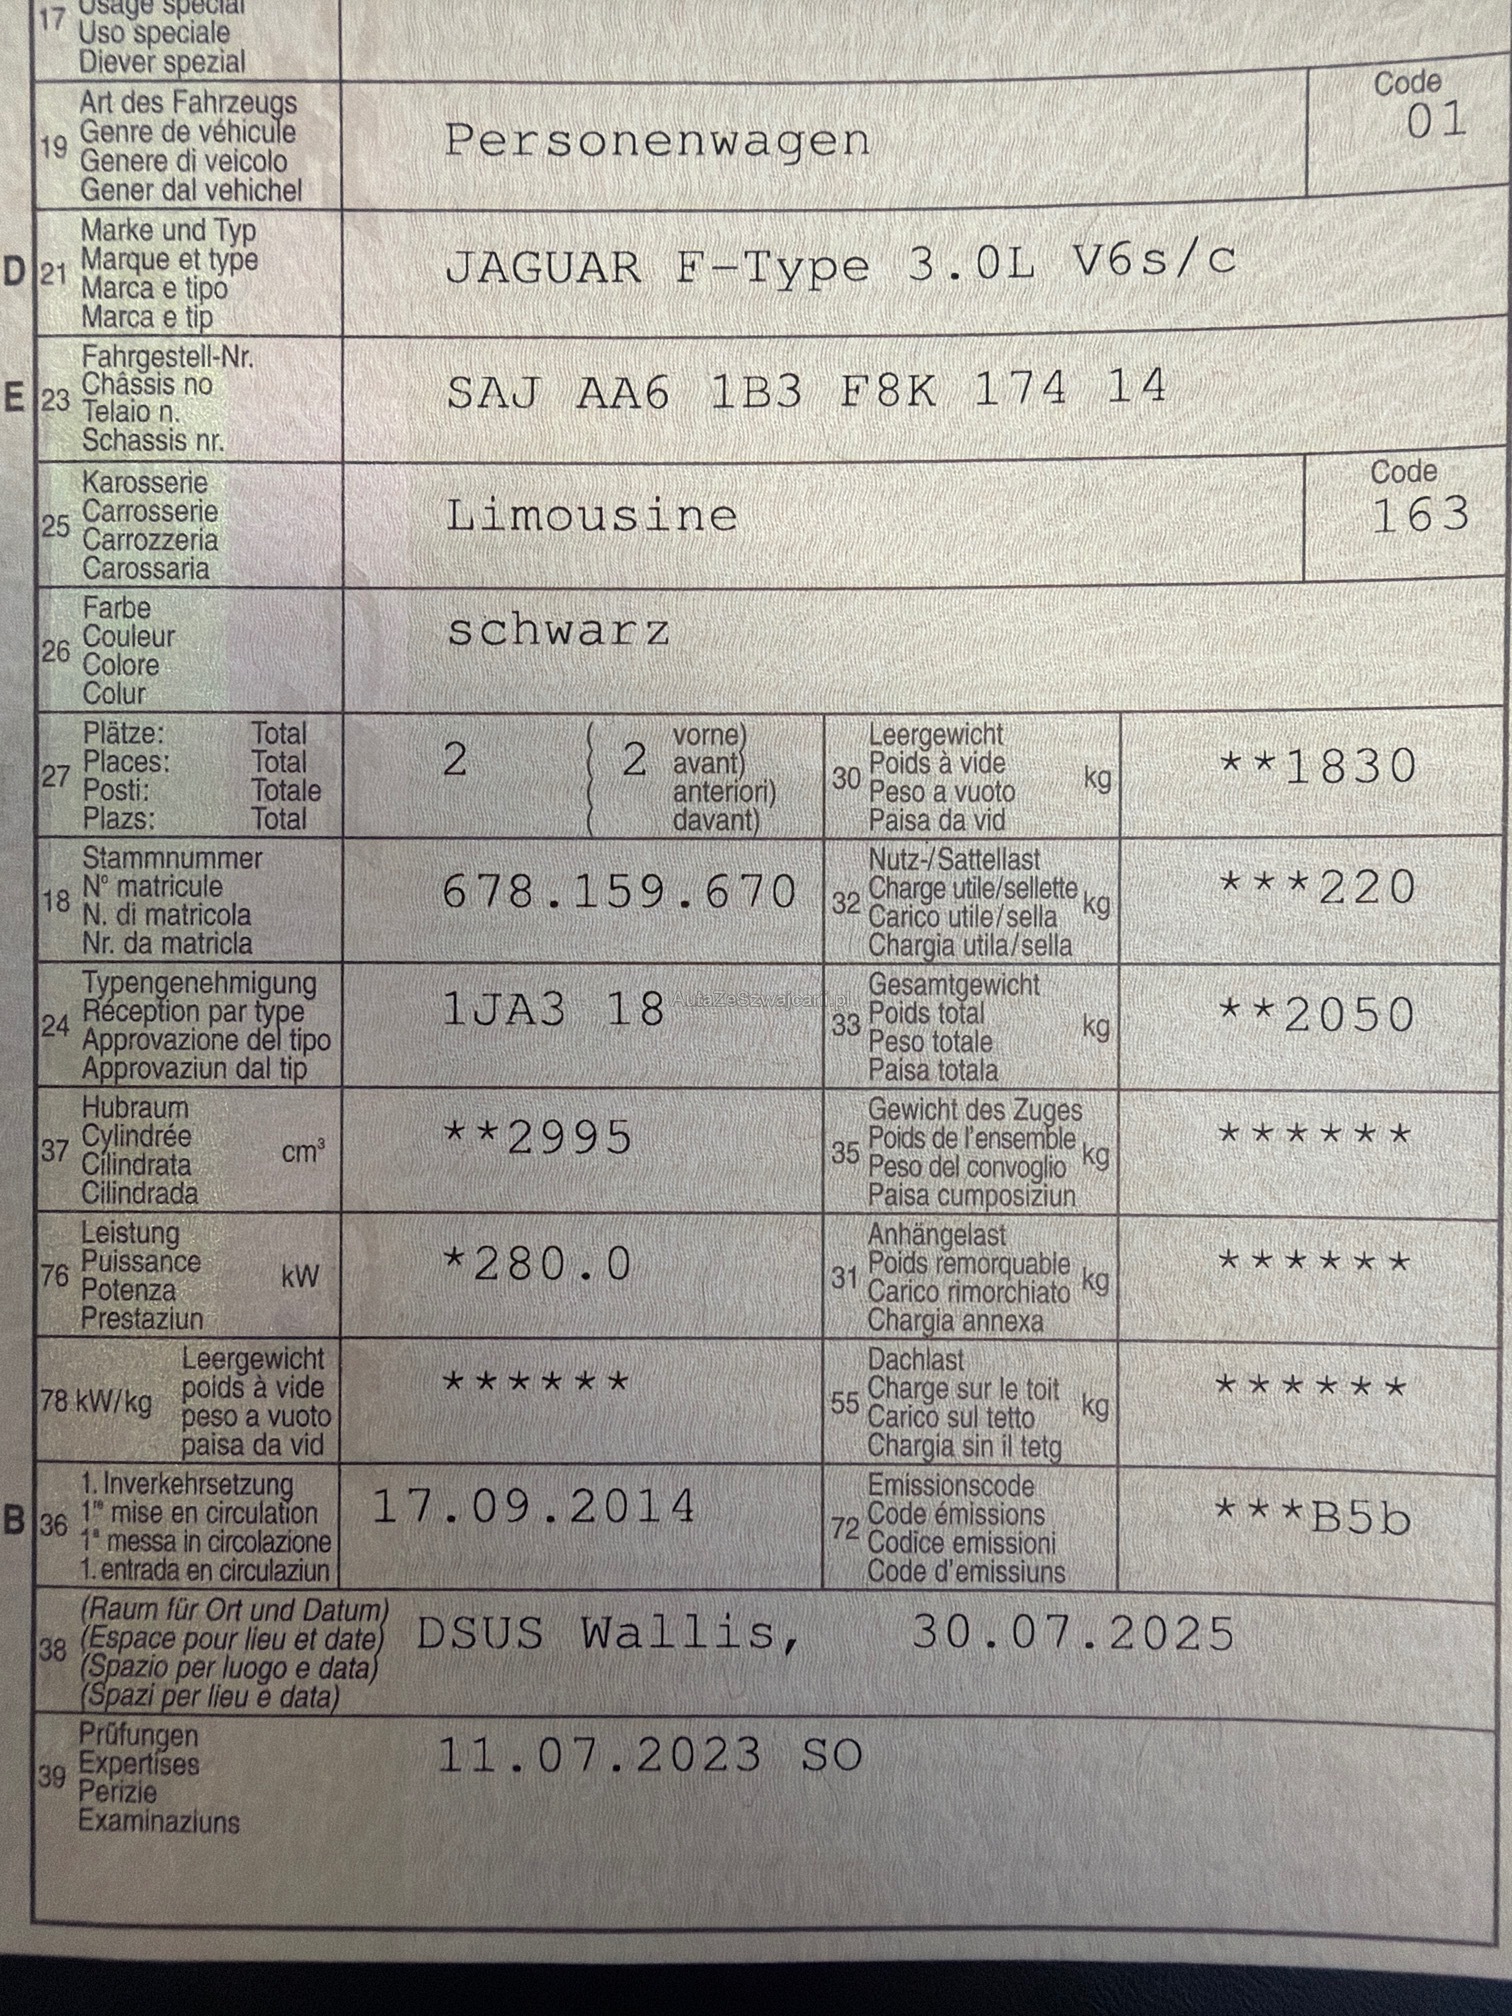 17 Usage spécial
Uso speciale
Diever spezial
19 Art des Fahrzeugs
Genre de véhicule
Genere di veicolo
Gener dal vehichel
Personenwagen
Code
01
D 21 Marke und Typ
Marque et type
Marca e tipo
Marca e tip
JAGUAR F-Type 3.0L V6s/c
E 23 Fahrgestell-Nr.
Châssis no
Telaio n.
Schassis nr.
SAJ AA6 1B3 F8K 174 14
25 Karosserie
Carrosserie
Carrozzeria
Carossaria
Limousine
Code
163
26 Farbe
Couleur
Colore
Colur
schwarz
27 Plätze: Total
Places: Total
Posti: Totale
Plazs: Total
2 ( 2 vorne)
( avant)
( anteriori)
( davant)
30 Leergewicht
Poids à vide kg
Peso a vuoto
Paisa da vid
**1830
18 Stammnummer
N° matricule
N. di matricola
Nr. da matricla
678.159.670
32 Nutz-/Sattellast
Charge utile/sellette kg
Carico utile/sella
Chargia utila/sella
***220
24 Typengenehmigung
Réception par type
Approvazione del tipo
Approvaziun dal tip
1JA3 18
AutaZeSzwajcarii.pl
33 Gesamtgewicht
Poids total kg
Peso totale
Paisa totala
**2050
37 Hubraum
Cylindrée cm³
Cilindrata
Cilindrada
**2995
35 Gewicht des Zuges
Poids de l'ensemble kg
Peso del convoglio
Paisa cumposiziun
******
76 Leistung
Puissance kW
Potenza
Prestaziun
*280.0
31 Anhängelast
Poids remorquable kg
Carico rimorchiato
Chargia annexa
******
78 kW/kg Leergewicht
poids à vide
peso a vuoto
paisa da vid
******
55 Dachlast
Charge sur le toit kg
Carico sul tetto
Chargia sin il tetg
******
B 36 1. Inverkehrsetzung
1re mise en circulation
1a messa in circolazione
1. entrada en circulaziun
17.09.2014
72 Emissionscode
Code émissions
Codice emissioni
Code d'emissiuns
***B5b
38 (Raum für Ort und Datum)
(Espace pour lieu et date)
(Spazio per luogo e data)
(Spazi per lieu e data)
DSUS Wallis, 30.07.2025
39 Prüfungen
Expertises
Perizie
Examinaziuns
11.07.2023 SO